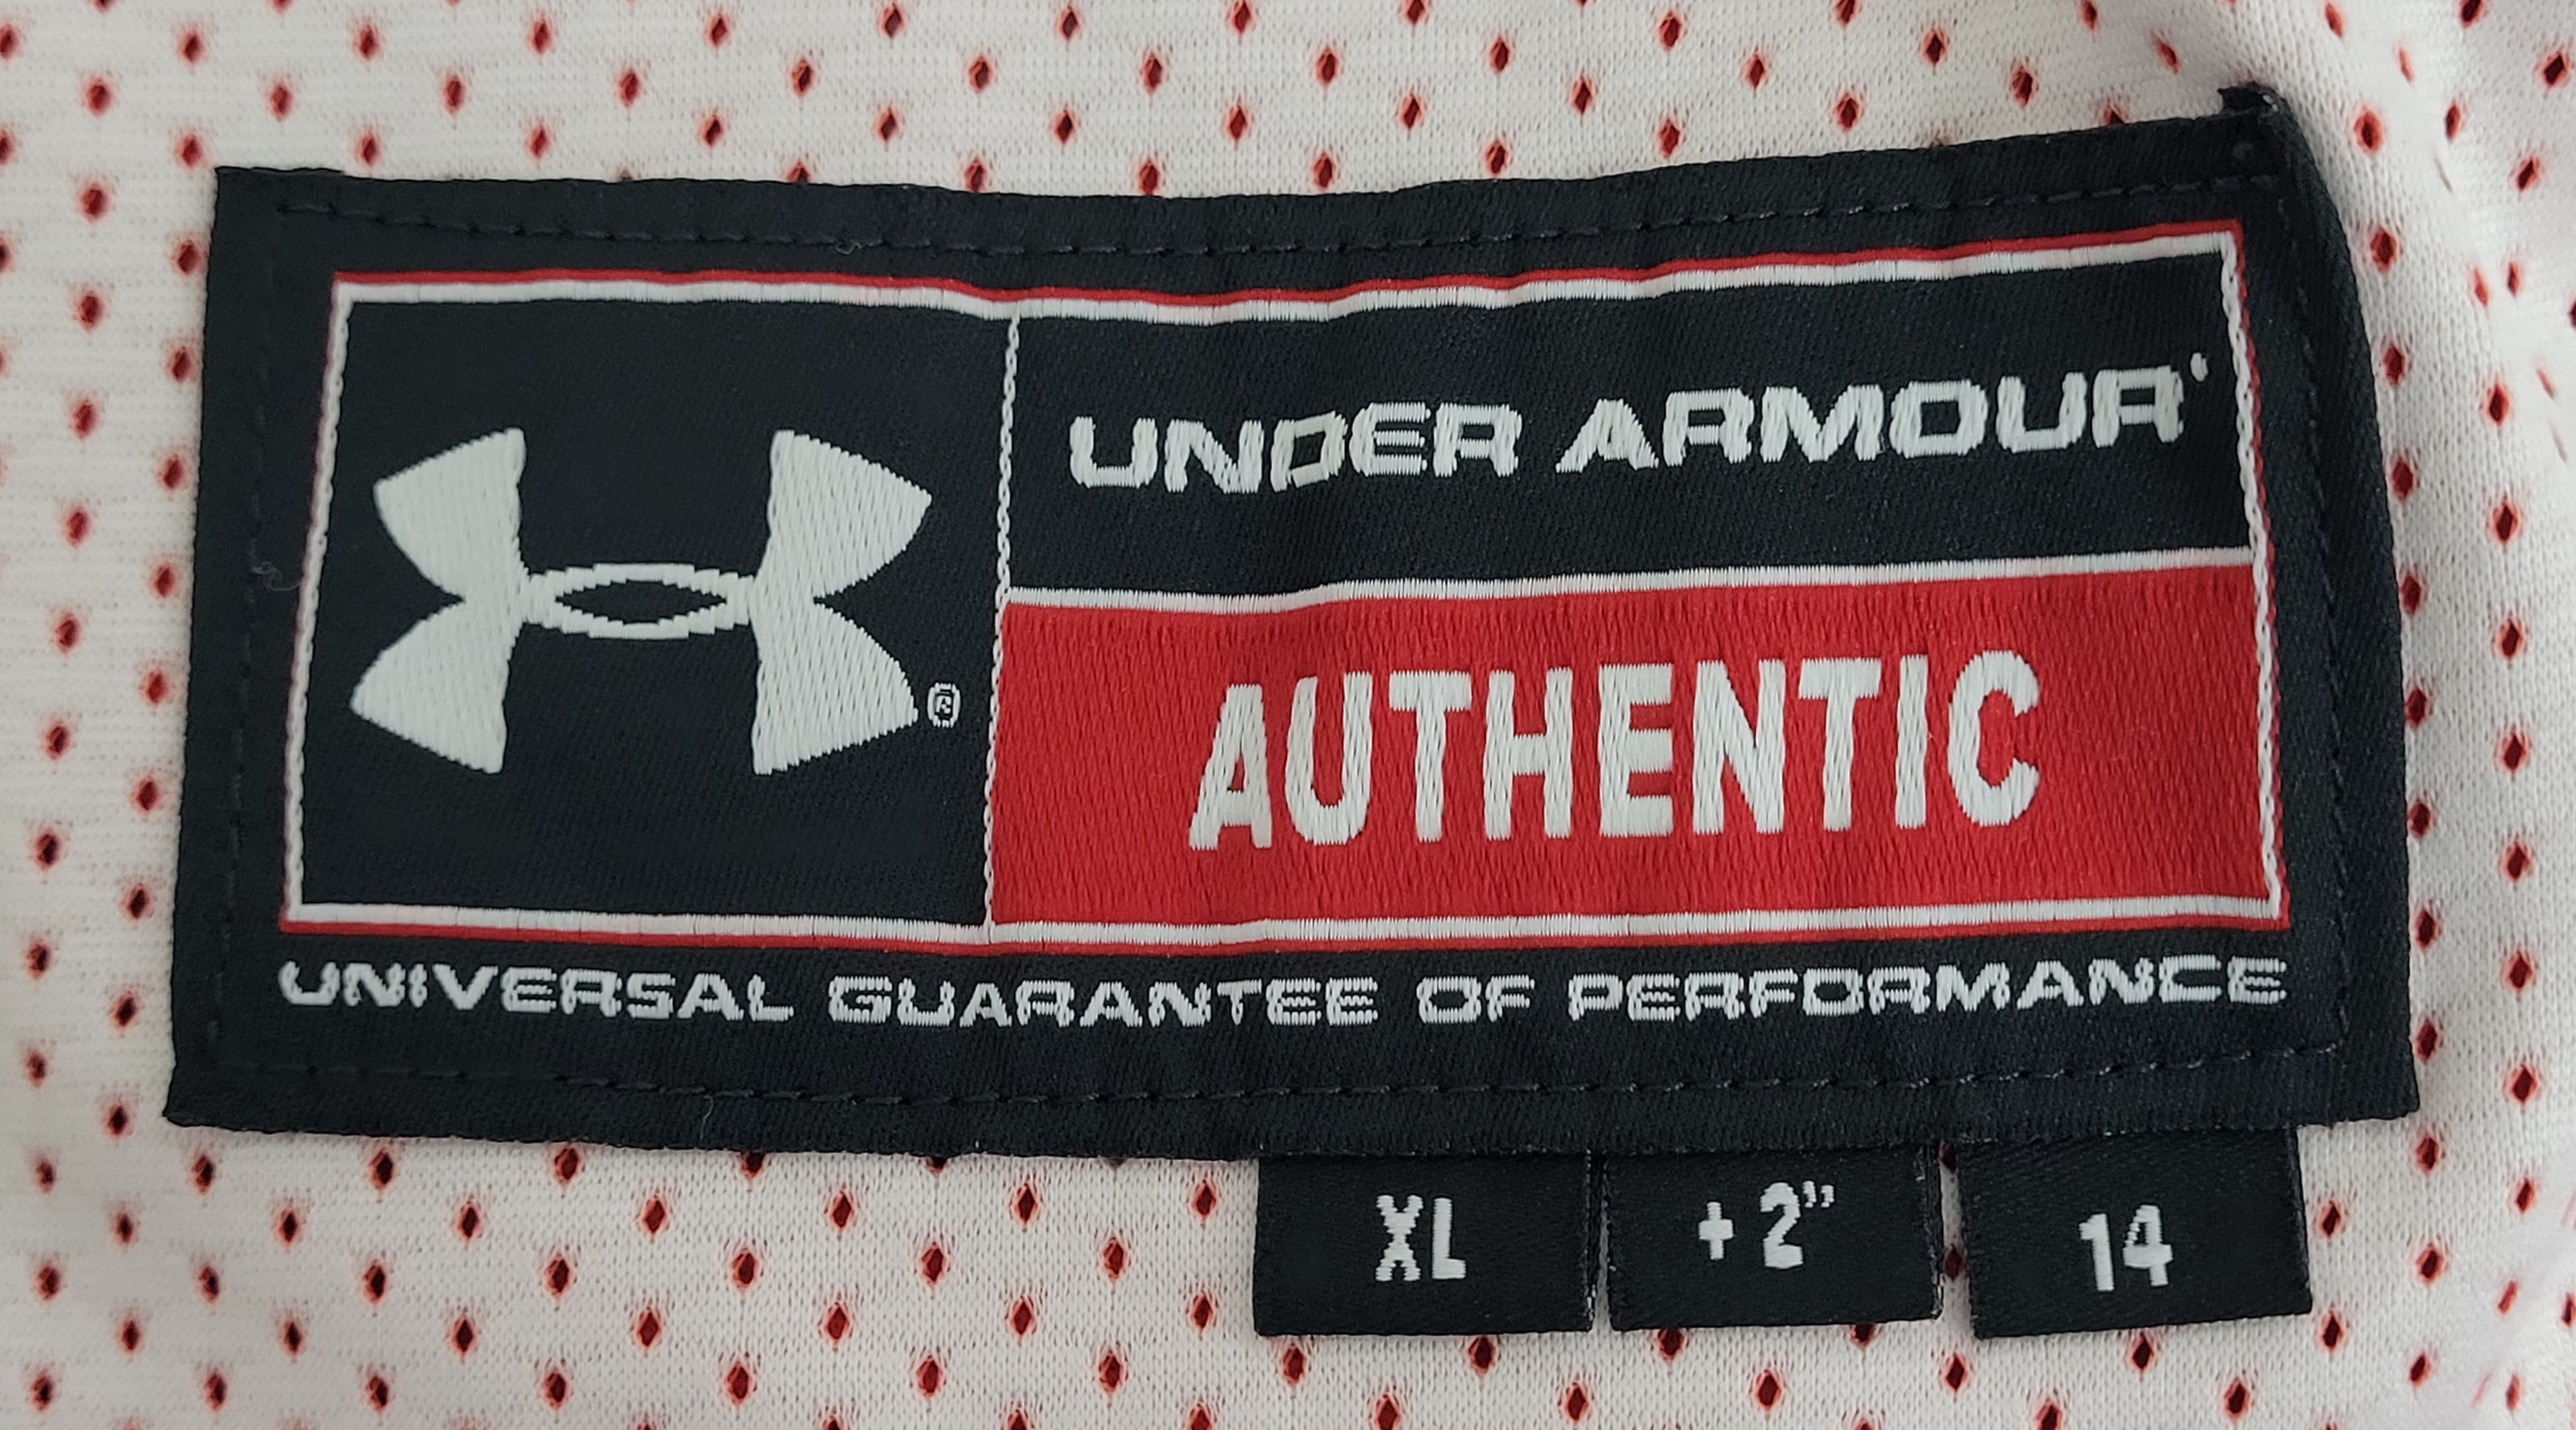 UNDER ARMOUR
AUTHENTIC
®
UNIVERSAL GUARANTEE OF PERFORMANCE
XL
+2"
14